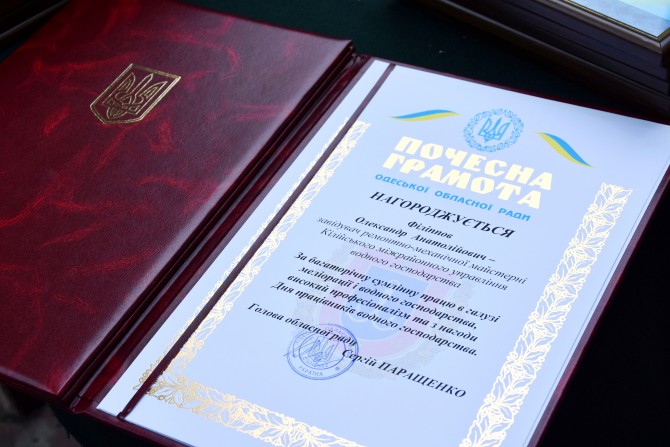 ПОЧЕСНА
ГРАМОТА
ОДЕСЬКОЇ ОБЛАСНОЇ РАДИ
НАГОРОДЖУЄТЬСЯ
Філіпов
Олександр Анатолійович –
завідувач ремонтно-механічної майстерні
Кілійського міжрайонного управління
водного господарства
За багаторічну сумлінну працю в галузі
меліорації і водного господарства,
високий професіоналізм та з нагоди
Дня працівників водного господарства.
Голова обласної ради
Сергій ПАРАЩЕНКО
УКРАЇНА